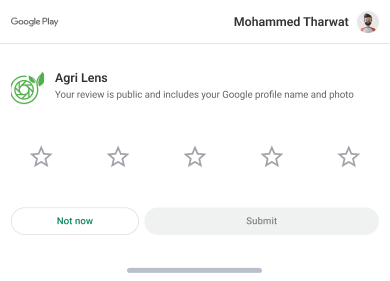 Google Play
Mohammed Tharwat
Agri Lens
Your review is public and includes your Google profile name and photo
Not now
Submit